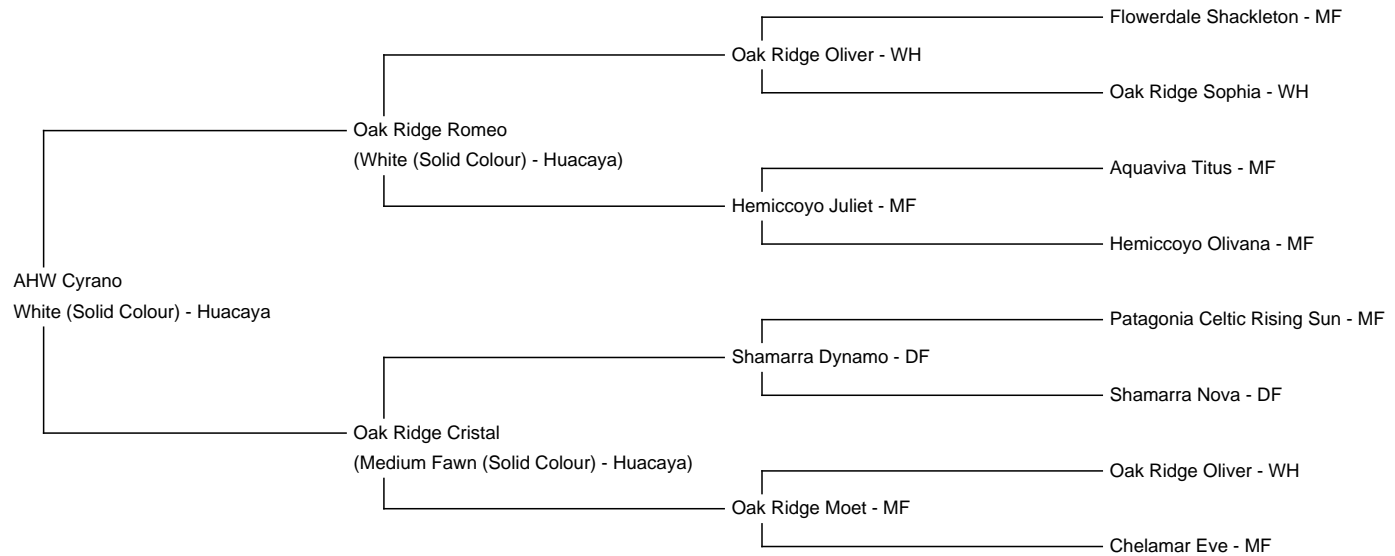 Flowerdale Shackleton - MF
Oak Ridge Oliver - WH
Oak Ridge Sophia - WH
Oak Ridge Romeo
(White (Solid Colour) - Huacaya)
Aquaviva Titus - MF
Hemiccoyo Juliet - MF
Hemiccoyo Olivana - MF
AHW Cyrano
White (Solid Colour) - Huacaya
Patagonia Celtic Rising Sun - MF
Shamarra Dynamo - DF
Shamarra Nova - DF
Oak Ridge Cristal
(Medium Fawn (Solid Colour) - Huacaya)
Oak Ridge Oliver - WH
Oak Ridge Moet - MF
Chelamar Eve - MF